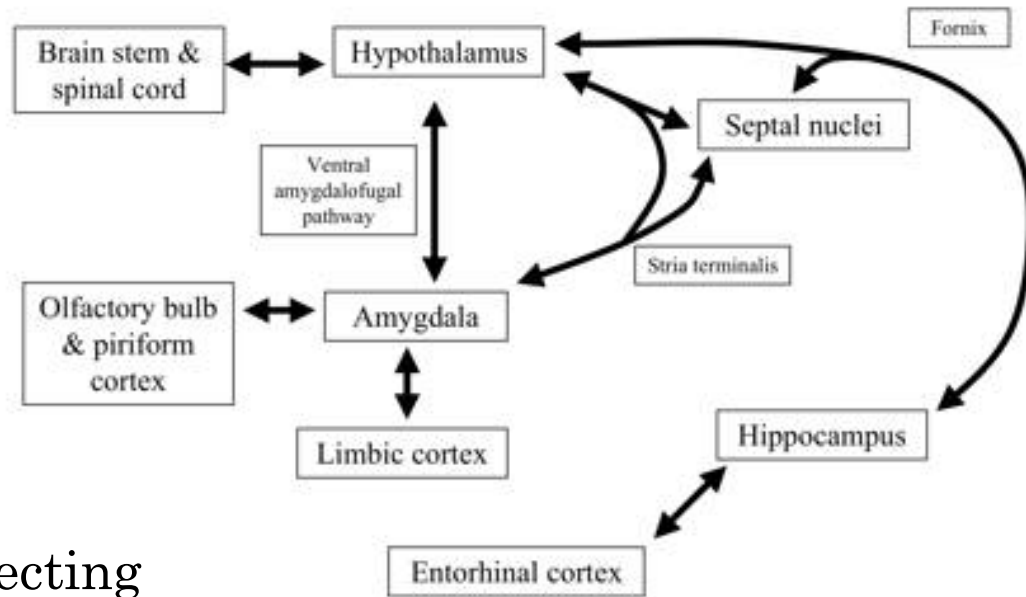 Fornix
Brain stem &
spinal cord
Hypothalamus
Septal nuclei
Ventral
amygdalofugal
pathway
Stria terminalis
Olfactory bulb
& piriform
cortex
Amygdala
Hippocampus
Limbic cortex
Entorhinal cortex